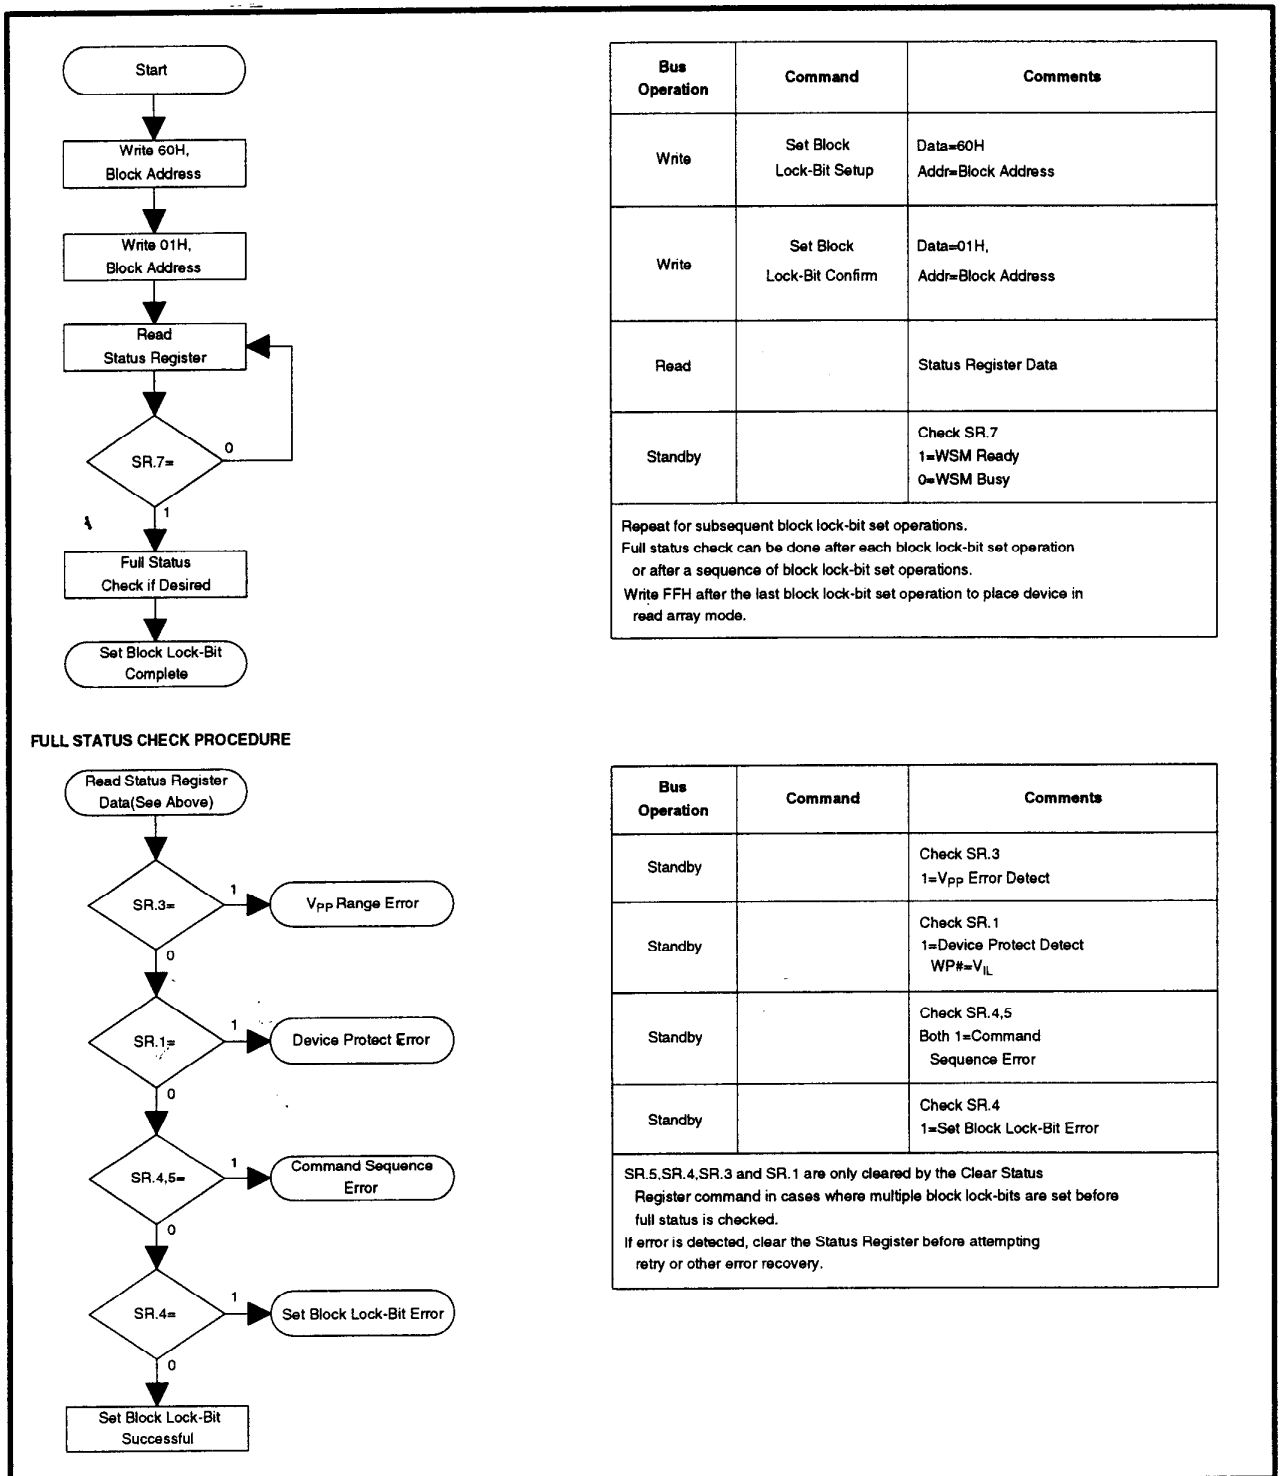 Start
Write 60H,
Block Address
Write 01H,
Block Address
Read
Status Register
SR.7=
0
1
Full Status
Check if Desired
Set Block Lock-Bit
Complete
Bus
Operation
Command
Comments
Write
Set Block
Lock-Bit Setup
Data=60H
Addr=Block Address
Write
Set Block
Lock-Bit Confirm
Data=01H,
Addr=Block Address
Read
Status Register Data
Standby
Check SR.7
1=WSM Ready
0=WSM Busy
Repeat for subsequent block lock-bit set operations.
Full status check can be done after each block lock-bit set operation
or after a sequence of block lock-bit set operations.
Write FFH after the last block lock-bit set operation to place device in
read array mode.
FULL STATUS CHECK PROCEDURE
Read Status Register
Data(See Above)
SR.3=
1
VPP Range Error
0
SR.1=
1
Device Protect Error
0
SR.4,5=
1
Command Sequence
Error
0
SR.4=
1
Set Block Lock-Bit Error
0
Set Block Lock-Bit
Successful
Bus
Operation
Command
Comments
Standby
Check SR.3
1=VPP Error Detect
Standby
Check SR.1
1=Device Protect Detect
WP#=VIL
Standby
Check SR.4,5
Both 1=Command
Sequence Error
Standby
Check SR.4
1=Set Block Lock-Bit Error
SR.5,SR.4,SR.3 and SR.1 are only cleared by the Clear Status
Register command in cases where multiple block lock-bits are set before
full status is checked.
If error is detected, clear the Status Register before attempting
retry or other error recovery.